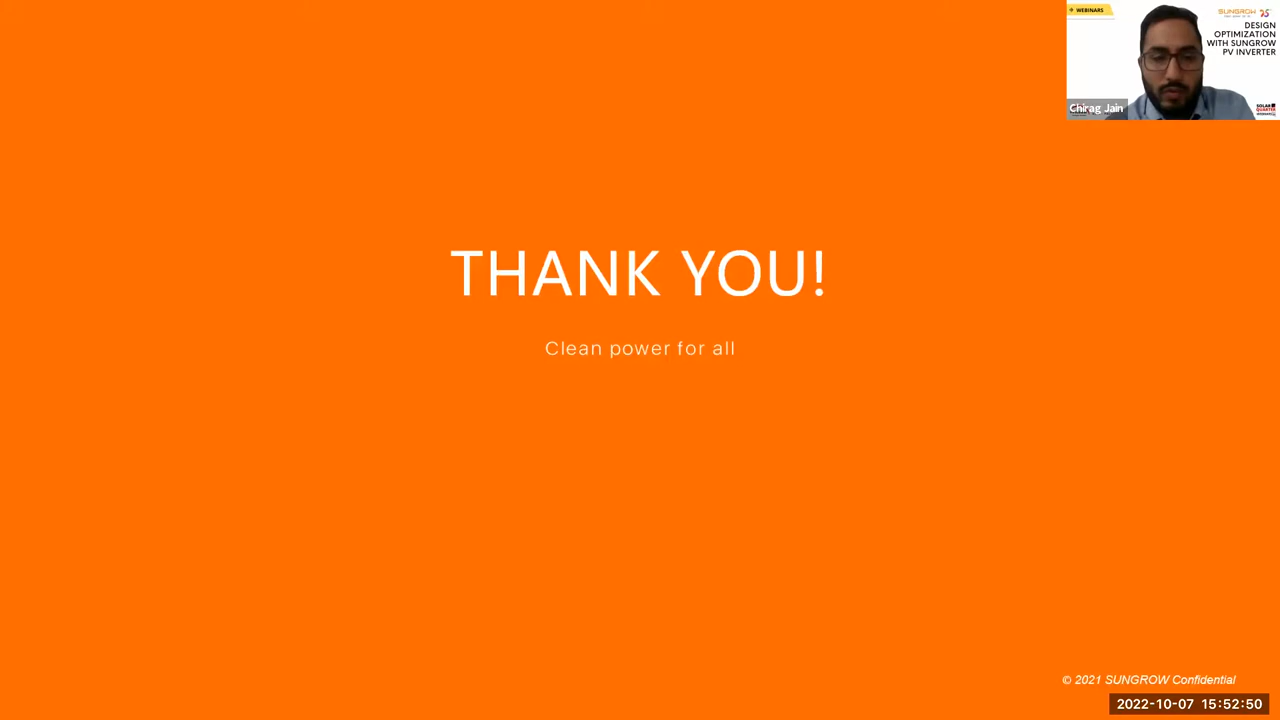 WEBINARS
SUNGROW
DESIGN
OPTIMIZATION
WITH SUNGROW
PV INVERTER
Chirag Jain
SOLAR
QUARTER
THANK YOU!
Clean power for all
© 2021 SUNGROW Confidential
2022-10-07 15:52:50